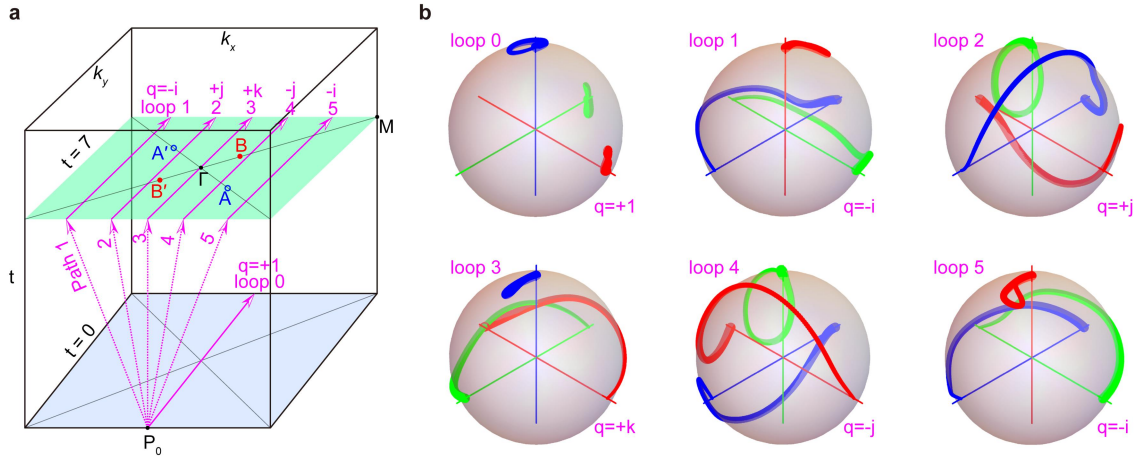 a
k_x
k_y
q=-i +j +k -j -i
loop 1 2 3 4 5
M
t = 7
A'
B
Γ
B'
A
t
Path 1 2 3 4 5
q=+1
loop 0
t = 0
P_0
b
loop 0
q=+1
loop 1
q=-i
loop 2
q=+j
loop 3
q=+k
loop 4
q=-j
loop 5
q=-i